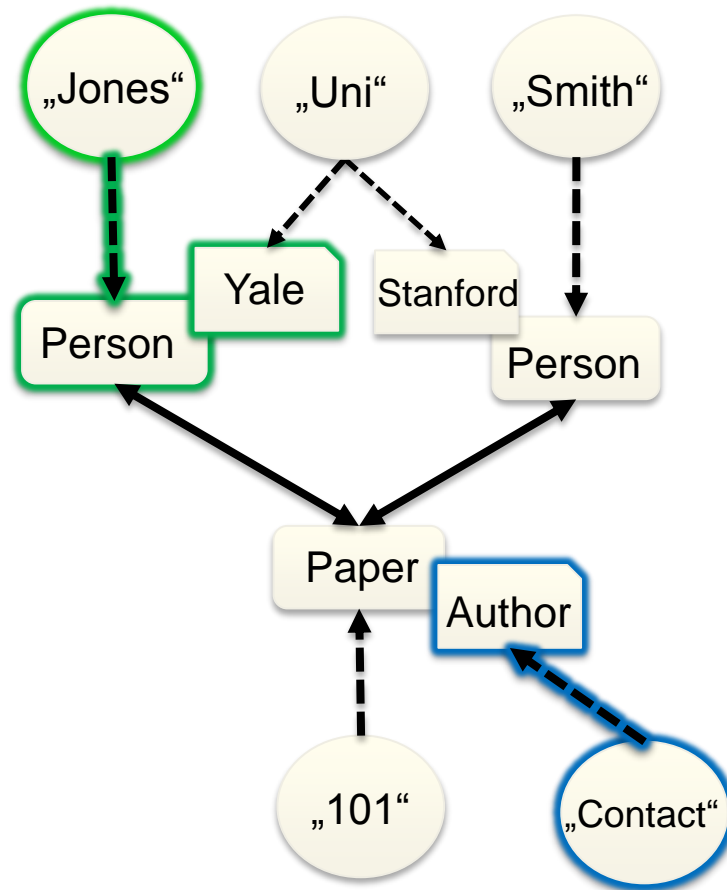 „Jones“
„Uni“
„Smith“
Yale
Stanford
Person
Person
Paper
Author
„101“
„Contact“